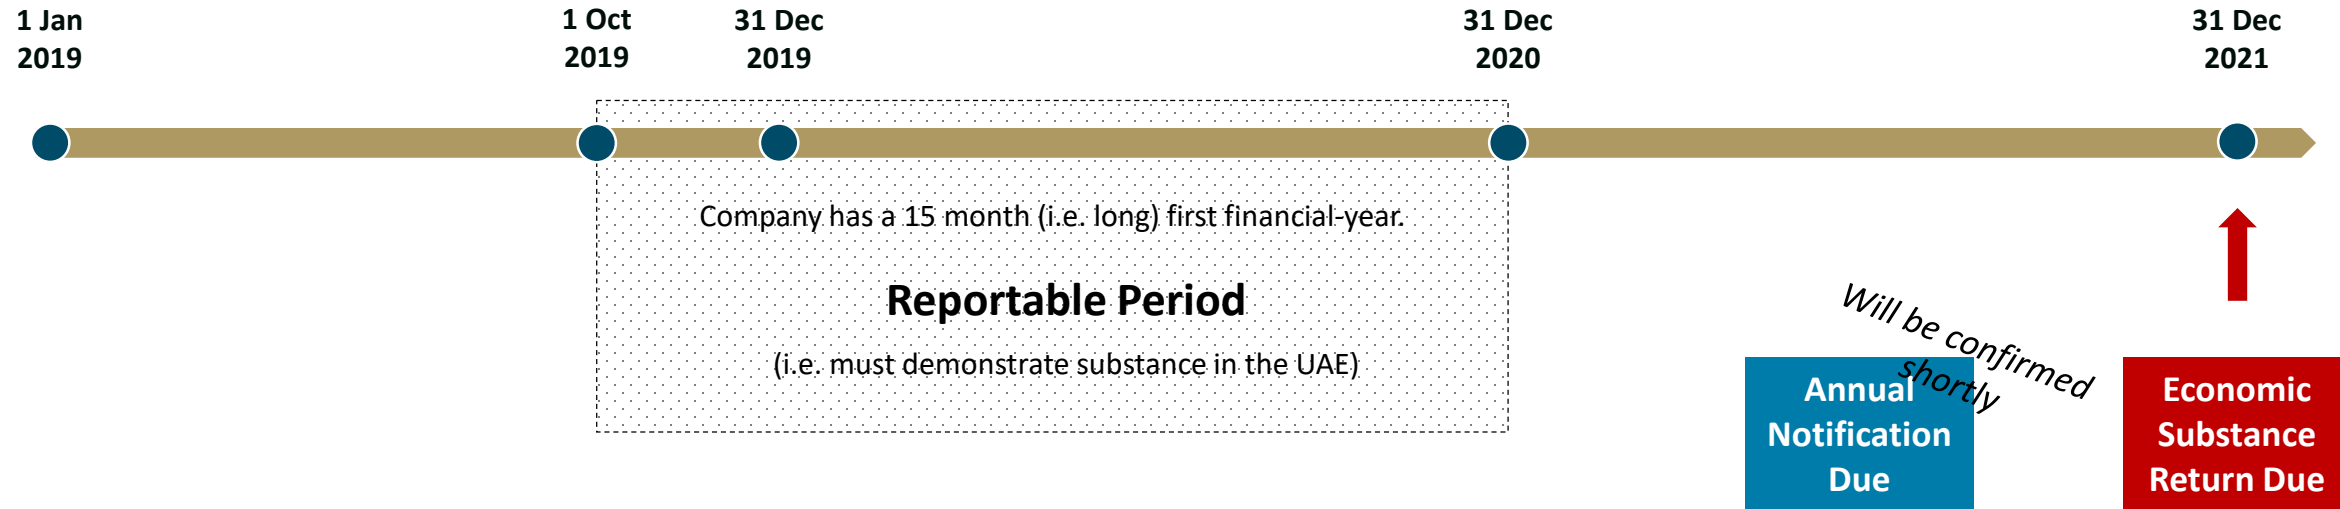 1 Jan
2019
1 Oct
2019
31 Dec
2019
31 Dec
2020
31 Dec
2021
Company has a 15 month (i.e. long) first financial-year.
Reportable Period
(i.e. must demonstrate substance in the UAE)
Will be confirmed
shortly
Annual
Notification
Due
Economic
Substance
Return Due